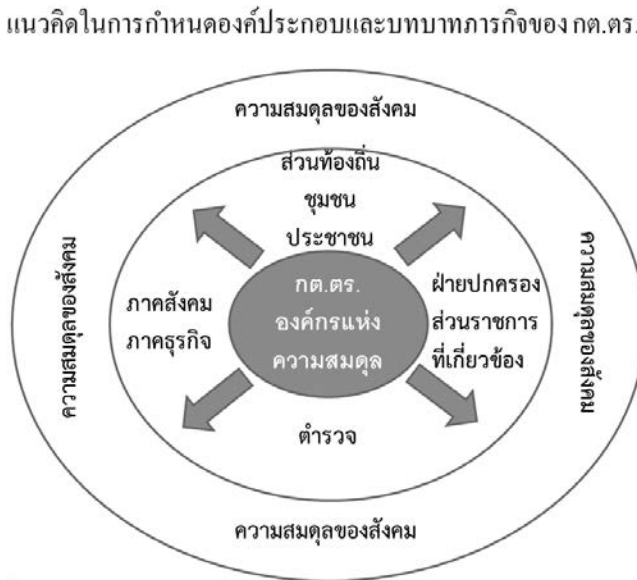 แนวคิดในการกำหนดองค์ประกอบและบทบาทภารกิจของ กต.ตร.
ความสมดุลของสังคม
ส่วนท้องถิ่น
ชุมชน
ประชาชน
ความสมดุลของสังคม
ภาคสังคม
ภาคธุรกิจ
กต.ตร.
องค์กรแห่ง
ความสมดุล
ฝ่ายปกครอง
ส่วนราชการ
ที่เกี่ยวข้อง
ความสมดุลของสังคม
ตำรวจ
ความสมดุลของสังคม